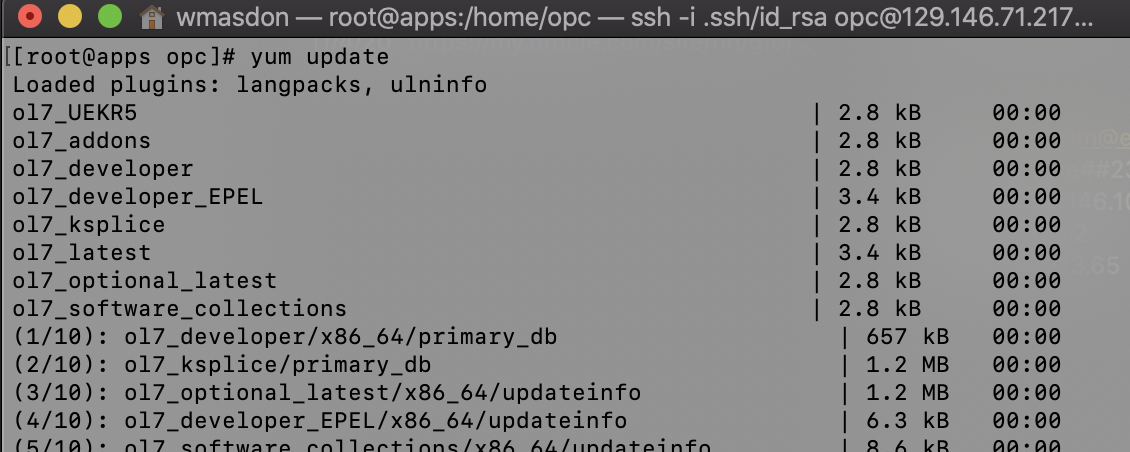 wmasdon — root@apps:/home/opc — ssh -i .ssh/id_rsa opc@129.146.71.217...
[[root@apps opc]# yum update
Loaded plugins: langpacks, ulninfo
ol7_UEKR5 | 2.8 kB 00:00
ol7_addons | 2.8 kB 00:00
ol7_developer | 2.8 kB 00:00
ol7_developer_EPEL | 3.4 kB 00:00
ol7_ksplice | 2.8 kB 00:00
ol7_latest | 3.4 kB 00:00
ol7_optional_latest | 2.8 kB 00:00
ol7_software_collections | 2.8 kB 00:00
(1/10): ol7_developer/x86_64/primary_db | 657 kB 00:00
(2/10): ol7_ksplice/primary_db | 1.2 MB 00:00
(3/10): ol7_optional_latest/x86_64/updateinfo | 1.2 MB 00:00
(4/10): ol7_developer_EPEL/x86_64/updateinfo | 6.3 kB 00:00
(5/10): ol7_software_collections/x86_64/updateinfo | 8.6 kB 00:00